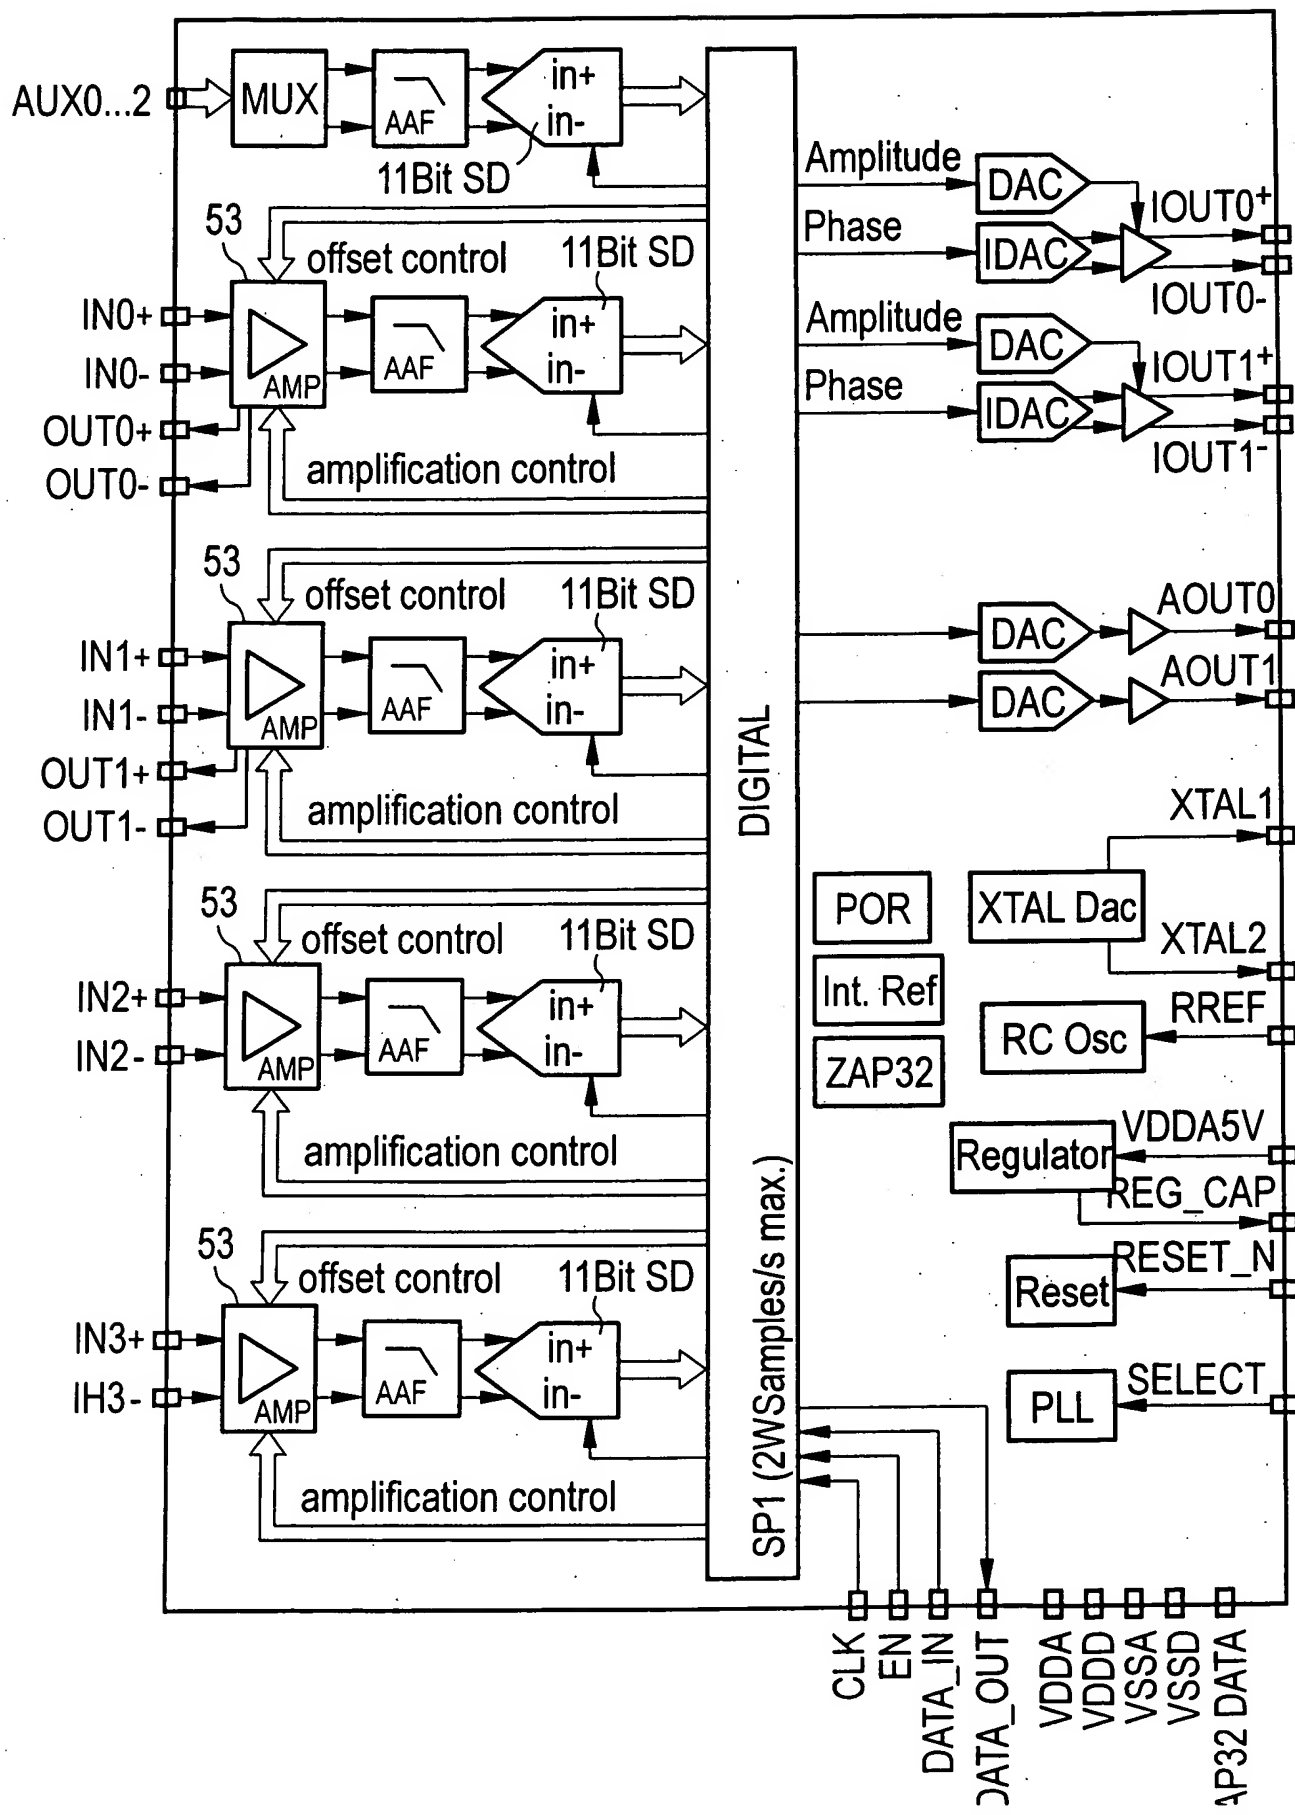 AUX0...2
MUX
AAF
in+
in-
11Bit SD
53
offset control
11Bit SD
IN0+
IN0-
AMP
AAF
in+
in-
OUT0+
OUT0-
amplification control
53
offset control
11Bit SD
IN1+
IN1-
AMP
AAF
in+
in-
OUT1+
OUT1-
amplification control
53
offset control
11Bit SD
IN2+
IN2-
AMP
AAF
in+
in-
amplification control
53
offset control
11Bit SD
IN3+
IH3-
AMP
AAF
in+
in-
amplification control
DIGITAL
SP1 (2WSamples/s max.)
Amplitude
DAC
IOUT0+
Phase
IDAC
IOUT0-
Amplitude
DAC
IOUT1+
Phase
IDAC
IOUT1-
DAC
AOUT0
DAC
AOUT1
XTAL1
POR
XTAL Dac
XTAL2
Int. Ref
RC Osc
RREF
ZAP32
VDDA5V
Regulator
REG_CAP
RESET_N
Reset
SELECT
PLL
CLK
EN
DATA_IN
DATA_OUT
VDDA
VDDD
VSSA
VSSD
AP32 DATA